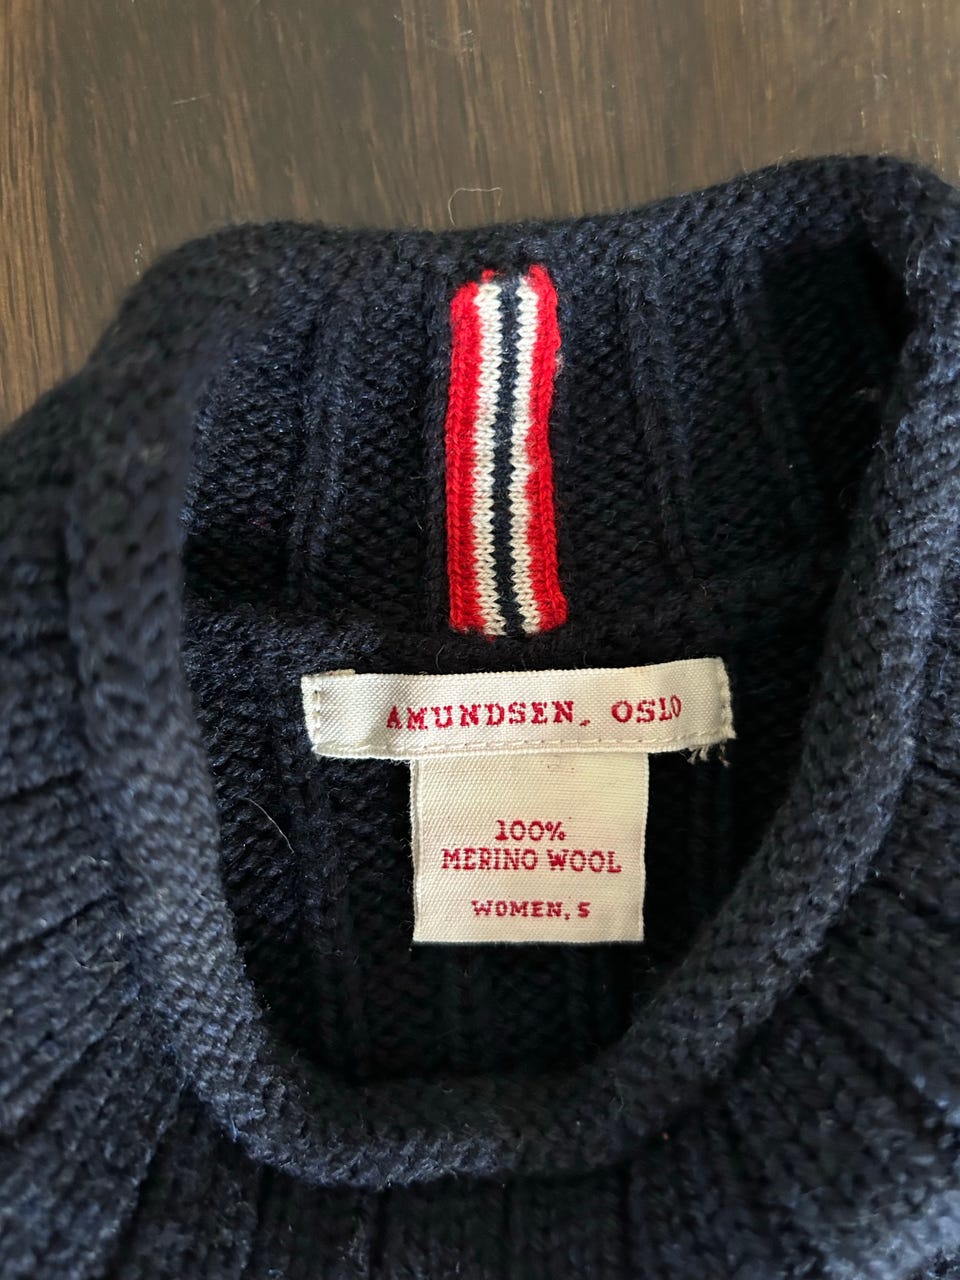 AMUNDSEN, OSLO
100%
MERINO WOOL
WOMEN, S